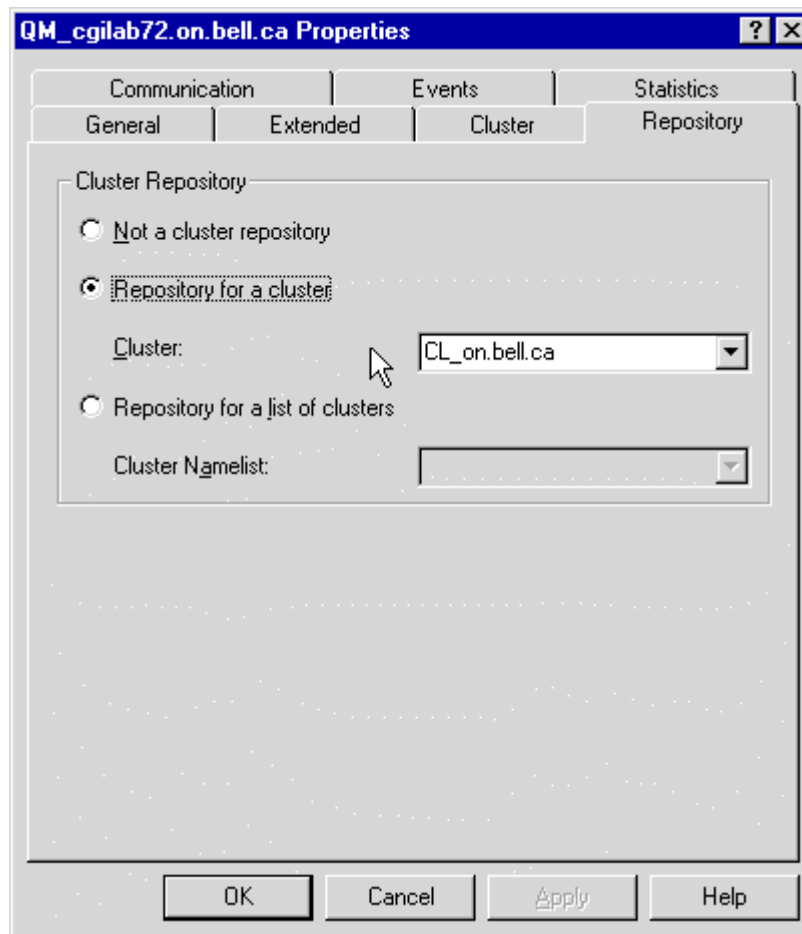 QM_cgilab72.on.bell.ca Properties
Communication Events Statistics
General Extended Cluster Repository
Cluster Repository
Not a cluster repository
Repository for a cluster
Cluster: CL_on.bell.ca
Repository for a list of clusters
Cluster Namelist:
OK Cancel Apply Help